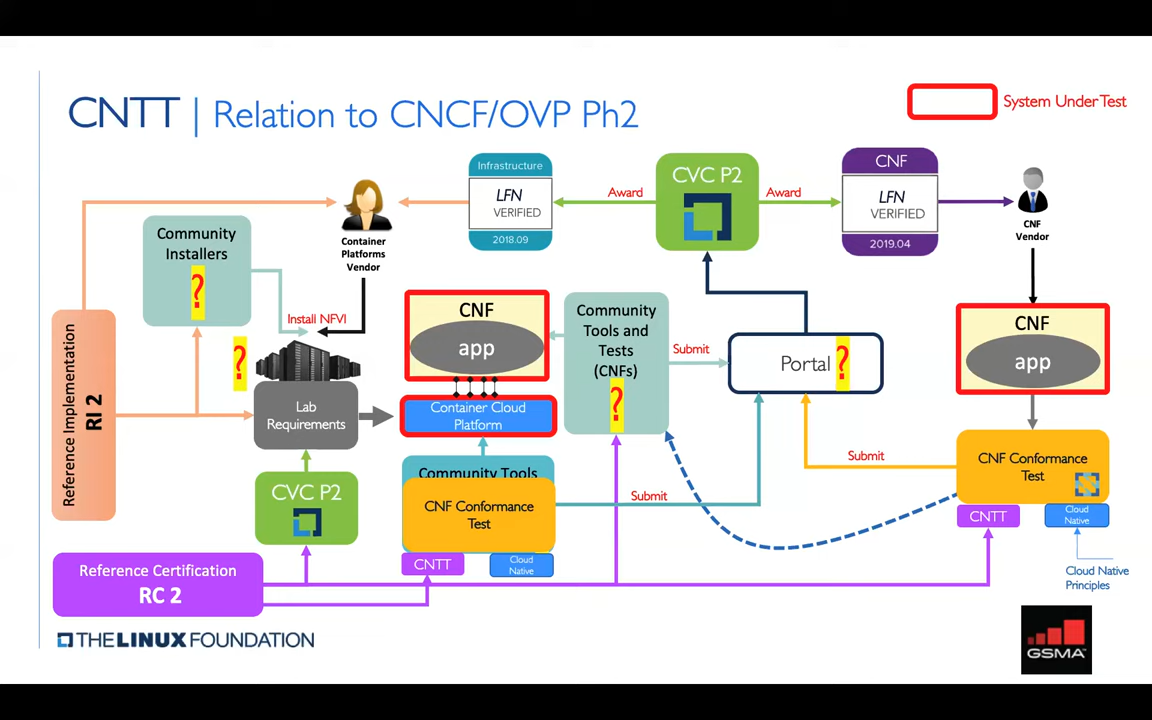 CNTT | Relation to CNCF/OVP Ph2
System Under Test
Infrastructure
LFN
VERIFIED
2018.09
Award
CVC P2
Award
CNF
LFN
VERIFIED
2019.04
Container
Platforms
Vendor
CNF
Vendor
Community
Installers
?
Install NFVI
?
Reference Implementation
RI 2
Lab
Requirements
CVC P2
CNF
app
Container Cloud
Platform
Community Tools
CNF Conformance
Test
CNTT
Cloud
Native
Community
Tools and
Tests
(CNFs)
?
Submit
Portal
?
Submit
Submit
CNF
app
CNF Conformance
Test
CNTT
Cloud
Native
Cloud Native
Principles
Reference Certification
RC 2
THE LINUX FOUNDATION
GSMA